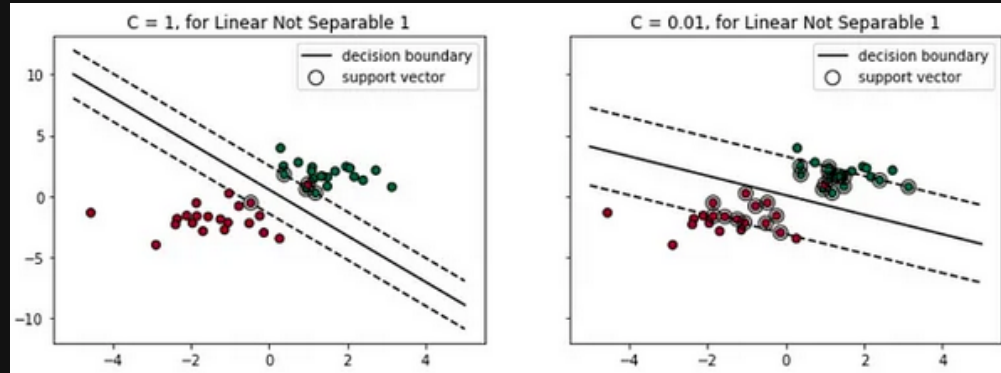 C = 1, for Linear Not Separable 1
decision boundary
support vector
10
5
0
−5
−10
−4
−2
0
2
4
C = 0.01, for Linear Not Separable 1
decision boundary
support vector
−4
−2
0
2
4